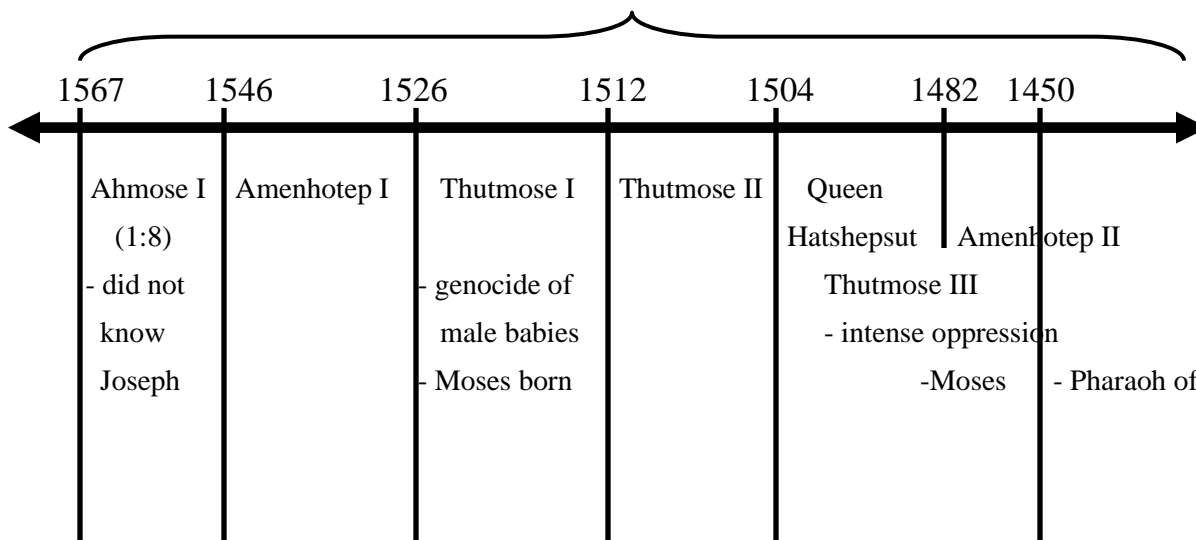 1567 1546 1526 1512 1504 1482 1450
Ahmose I Amenhotep I Thutmose I Thutmose II Queen
(1:8) Hatshepsut Amenhotep II
- did not - genocide of Thutmose III
know male babies - intense oppression
Joseph - Moses born -Moses - Pharaoh of